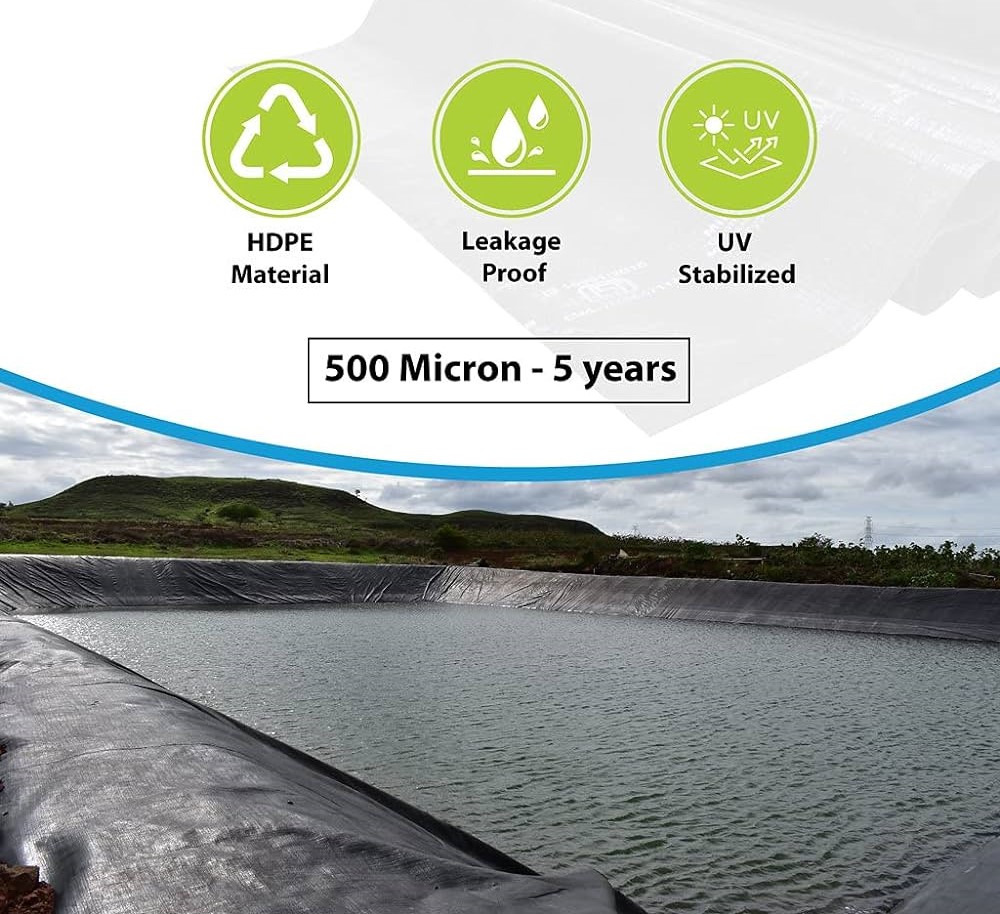 UV
HDPE
Material
Leakage
Proof
UV
Stabilized
500 Micron - 5 years